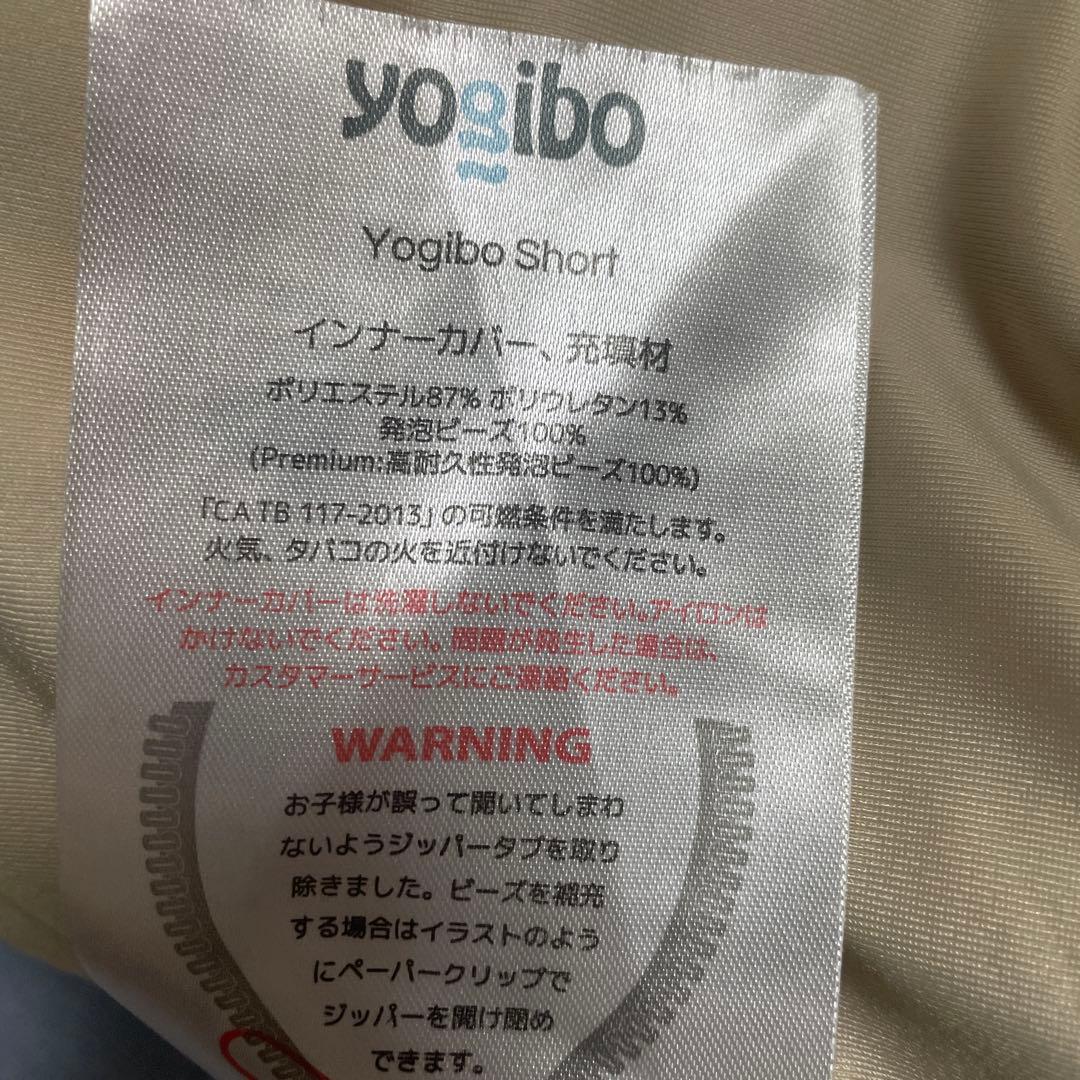 yogibo
Yogibo Short
インナーカバー、充填材
ポリエステル87% ポリウレタン13%
発泡ビーズ100%
(Premium:高耐久性発泡ビーズ100%)
「CA TB 117-2013」の可燃条件を満たします。
火気、タバコの火を近付けないでください。
インナーカバーは洗濯しないでください。アイロンは
かけないでください。問題が発生した場合は、
カスタマーサービスにご連絡ください。
WARNING
お子様が誤って開いてしまわ
ないようジッパータブを取り
除きました。ビーズを補充
する場合はイラストのよう
にペーパークリップで
ジッパーを開け閉め
できます。